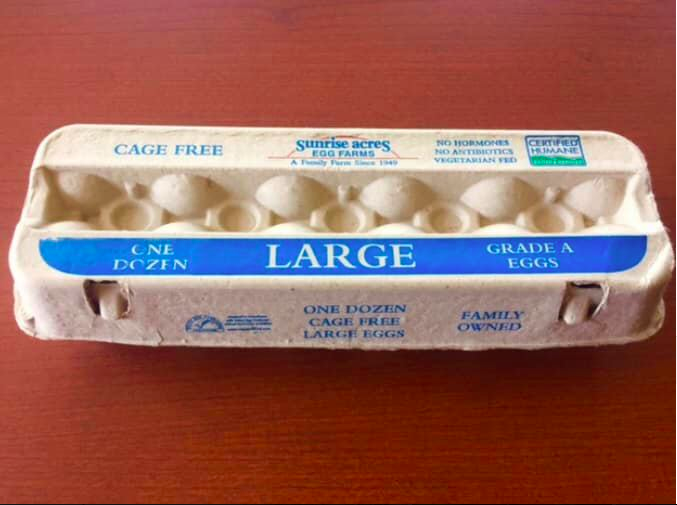 CAGE FREE
Sunrise acres
EGG FARMS
A Family Farm Since 1949
NO HORMONES
NO ANTIBIOTICS
VEGETARIAN FED
CERTIFIED
HUMANE
ONE
DOZEN
LARGE
GRADE A
EGGS
ONE DOZEN
CAGE FREE
LARGE EGGS
FAMILY
OWNED